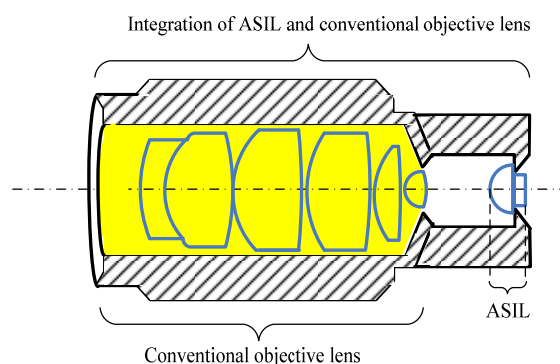 Integration of ASIL and conventional objective lens
ASIL
Conventional objective lens